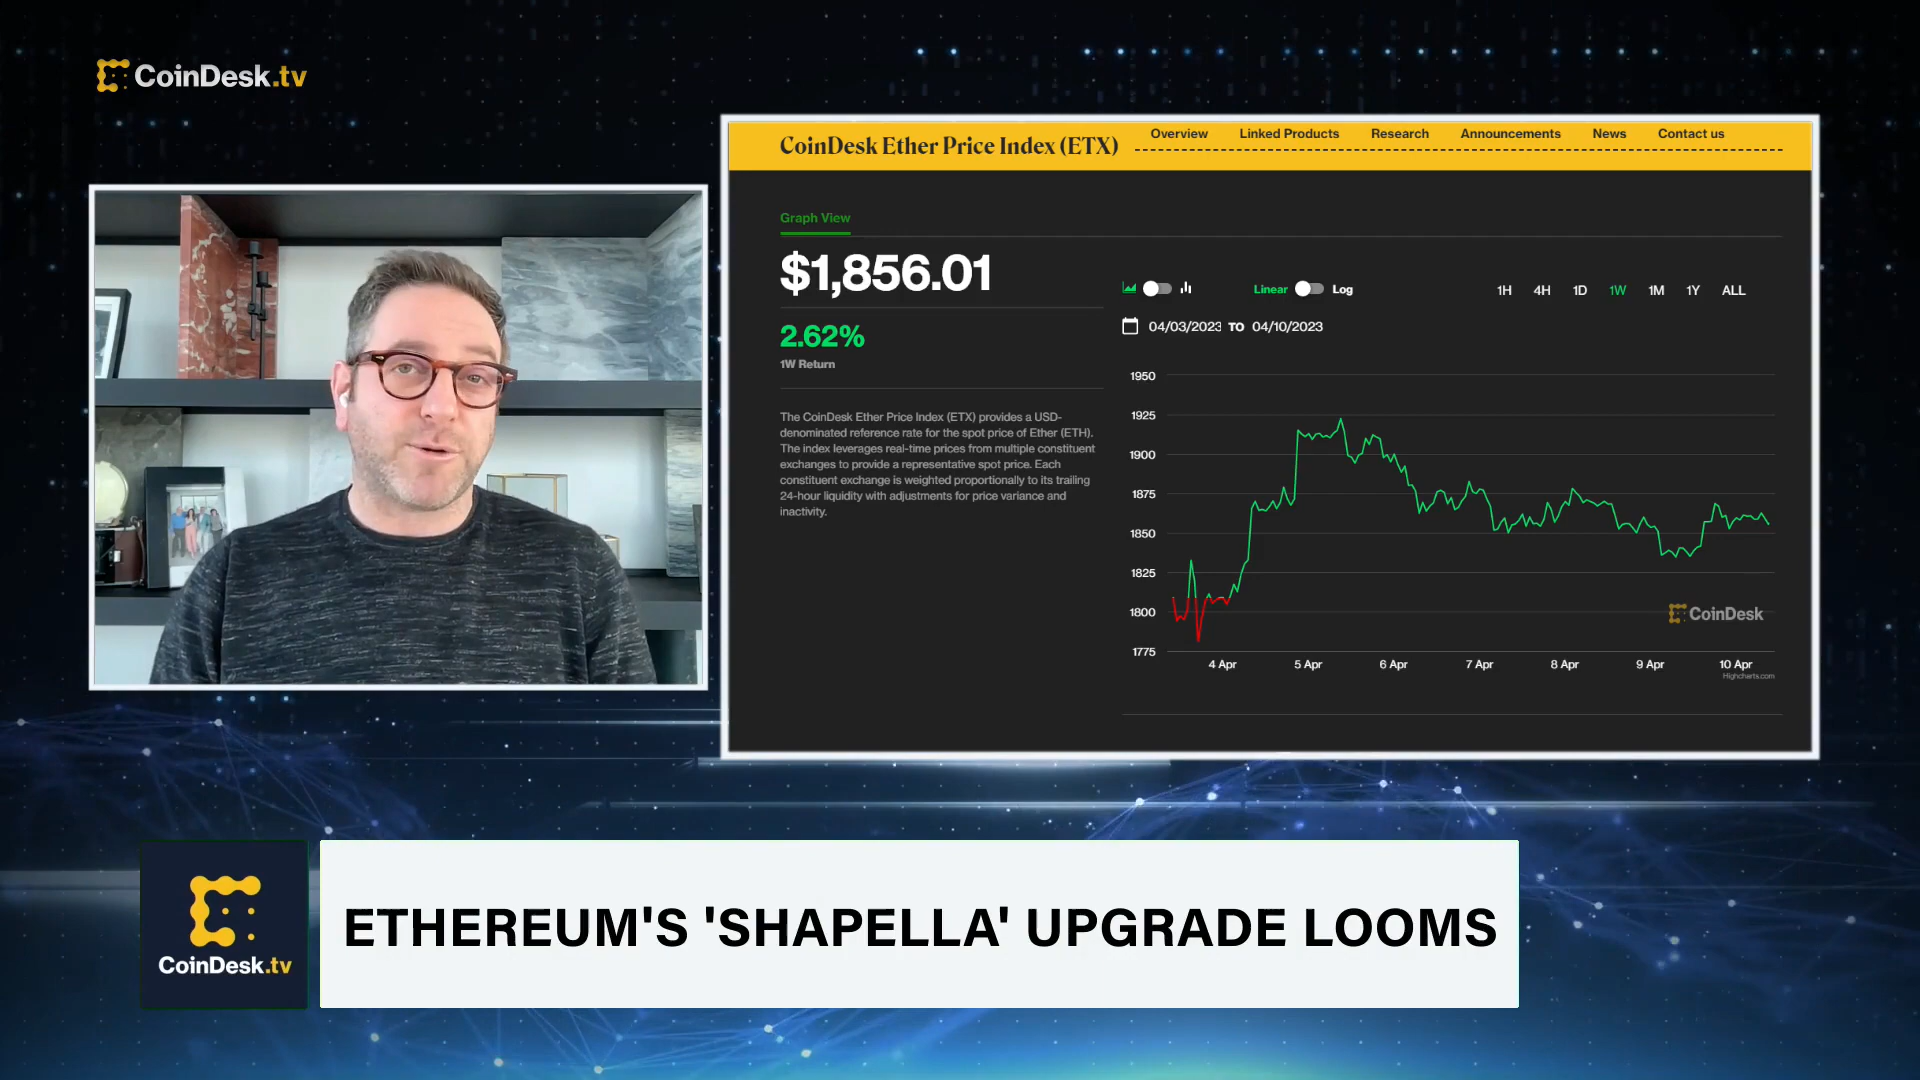 CoinDesk.tv
CoinDesk Ether Price Index (ETX)
Overview Linked Products Research Announcements News Contact us
Graph View
$1,856.01
2.62%
1W Return
The CoinDesk Ether Price Index (ETX) provides a USD-
denominated reference rate for the spot price of Ether (ETH).
The index leverages real-time prices from multiple constituent
exchanges to provide a representative spot price. Each
constituent exchange is weighted proportionally to its trailing
24-hour liquidity with adjustments for price variance and
inactivity.
Linear Log
1H 4H 1D 1W 1M 1Y ALL
04/03/2023 TO 04/10/2023
1950
1925
1900
1875
1850
1825
1800
1775
CoinDesk
4 Apr 5 Apr 6 Apr 7 Apr 8 Apr 9 Apr 10 Apr
Highcharts.com
CoinDesk.tv
ETHEREUM'S 'SHAPELLA' UPGRADE LOOMS